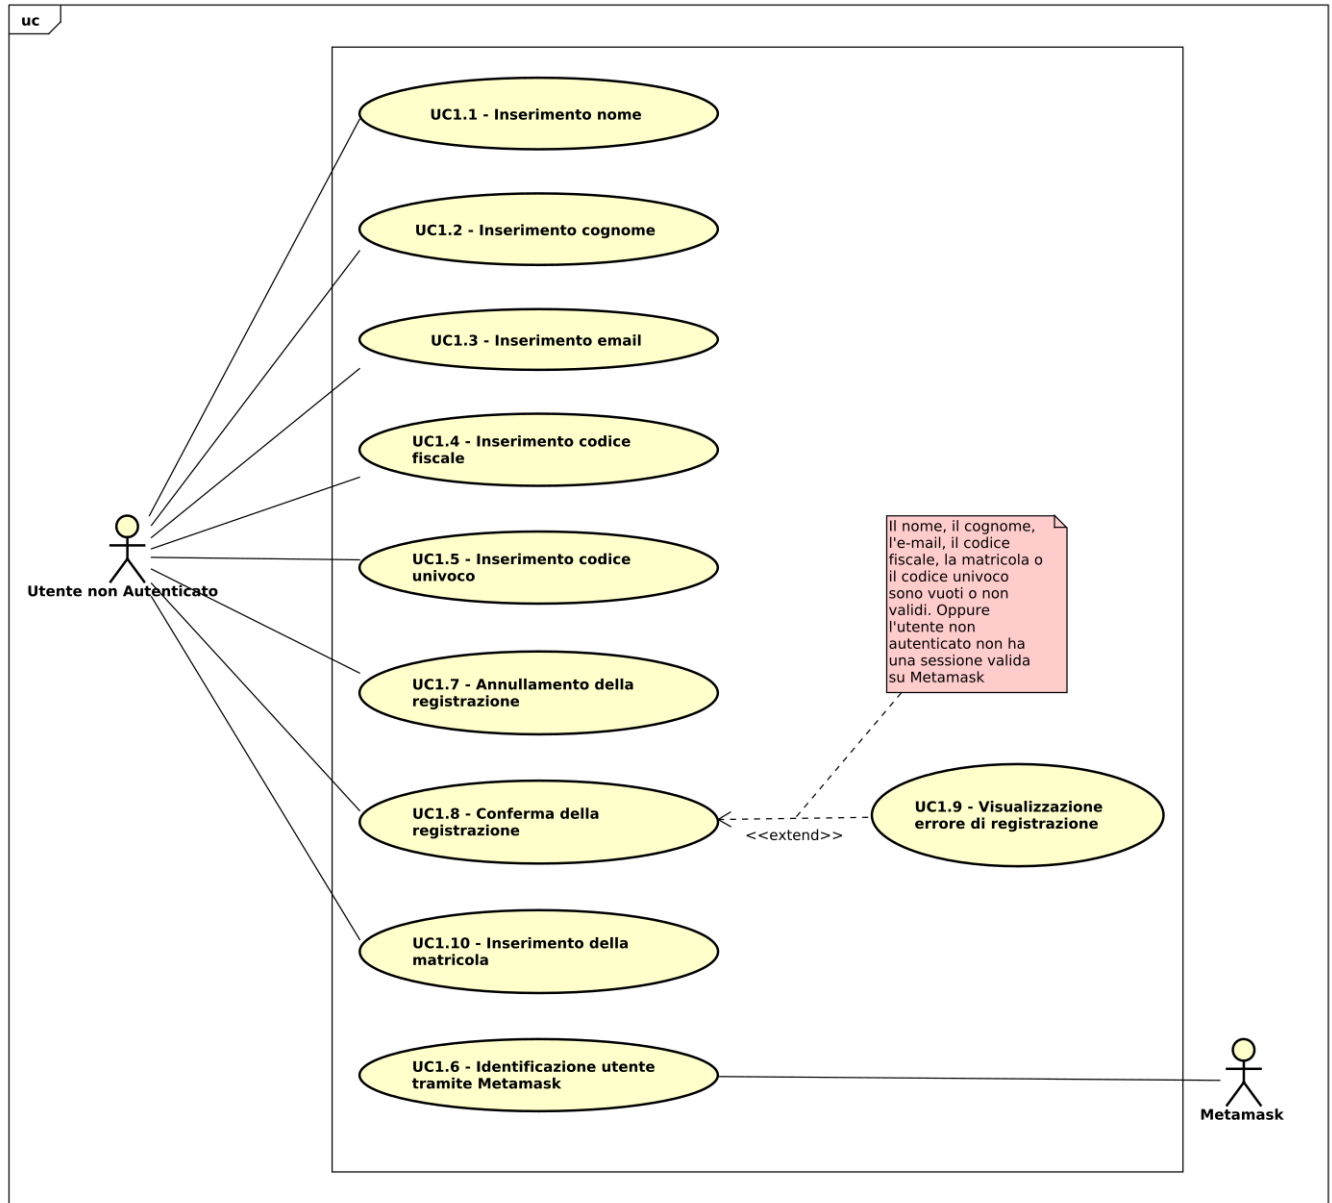 uc
UC1.1 - Inserimento nome
UC1.2 - Inserimento cognome
UC1.3 - Inserimento email
UC1.4 - Inserimento codice
fiscale
UC1.5 - Inserimento codice
univoco
Utente non Autenticato
Il nome, il cognome,
l'e-mail, il codice
fiscale, la matricola o
il codice univoco
sono vuoti o non
validi. Oppure
l'utente non
autenticato non ha
una sessione valida
su Metamask
UC1.7 - Annullamento della
registrazione
UC1.8 - Conferma della
registrazione
<<extend>>
UC1.9 - Visualizzazione
errore di registrazione
UC1.10 - Inserimento della
matricola
UC1.6 - Identificazione utente
tramite Metamask
Metamask